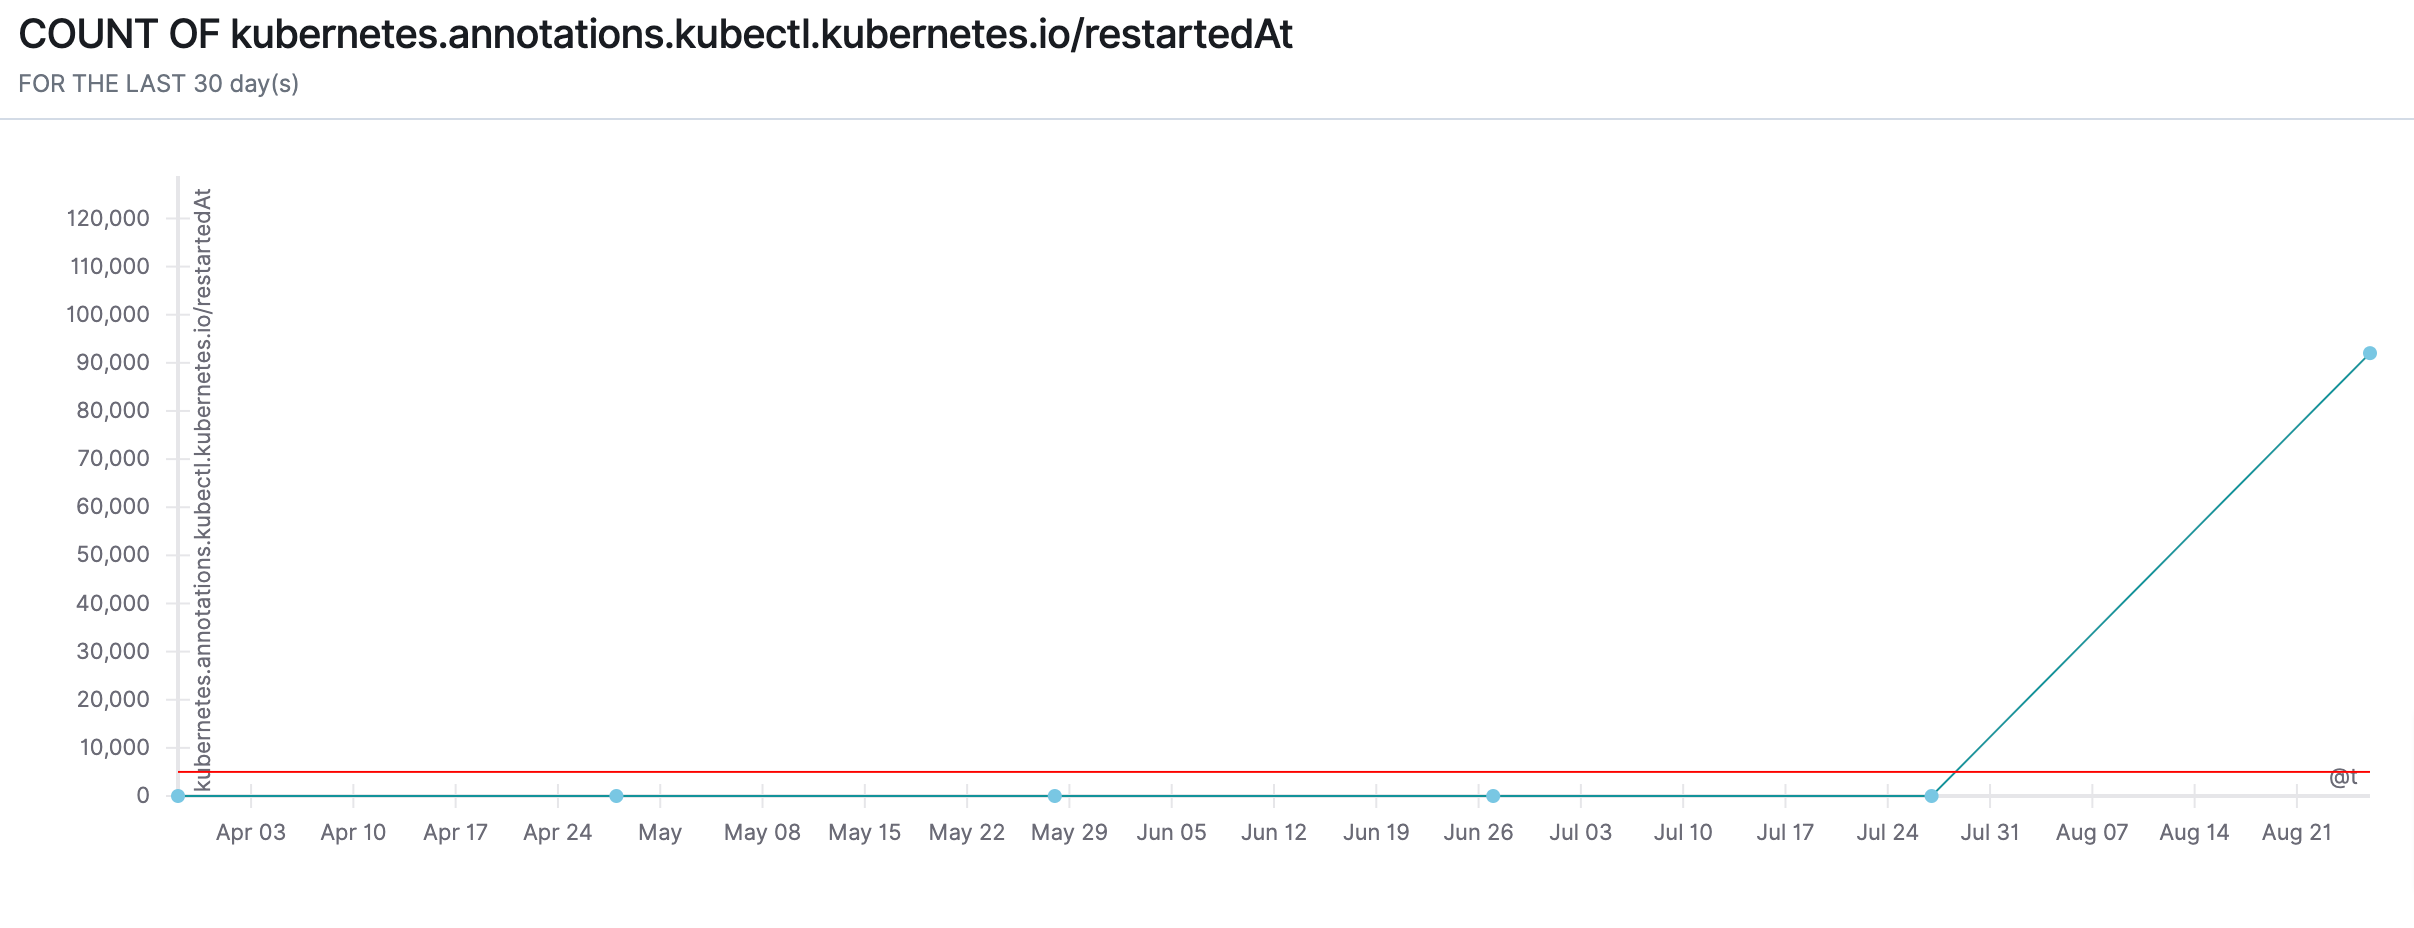 COUNT OF kubernetes.annotations.kubectl.kubernetes.io/restartedAt
FOR THE LAST 30 day(s)
kubernetes.annotations.kubectl.kubernetes.io/restartedAt
120,000
110,000
100,000
90,000
80,000
70,000
60,000
50,000
40,000
30,000
20,000
10,000
0
@t
Apr 03 Apr 10 Apr 17 Apr 24 May May 08 May 15 May 22 May 29 Jun 05 Jun 12 Jun 19 Jun 26 Jul 03 Jul 10 Jul 17 Jul 24 Jul 31 Aug 07 Aug 14 Aug 21